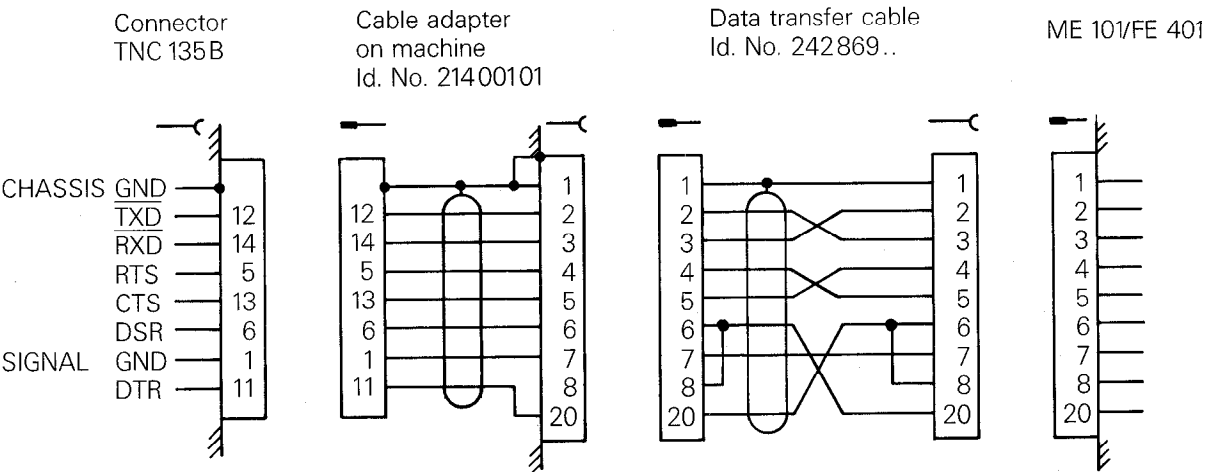 Connector
TNC 135B
Cable adapter
on machine
Id. No. 21400101
Data transfer cable
Id. No. 242869..
ME 101/FE 401
CHASSIS GND
TXD 12
RXD 14
RTS 5
CTS 13
DSR 6
SIGNAL GND 1
DTR 11
12
14
5
13
6
1
11
1
2
3
4
5
6
7
8
20
1
2
3
4
5
6
7
8
20
1
2
3
4
5
6
7
8
20
1
2
3
4
5
6
7
8
20